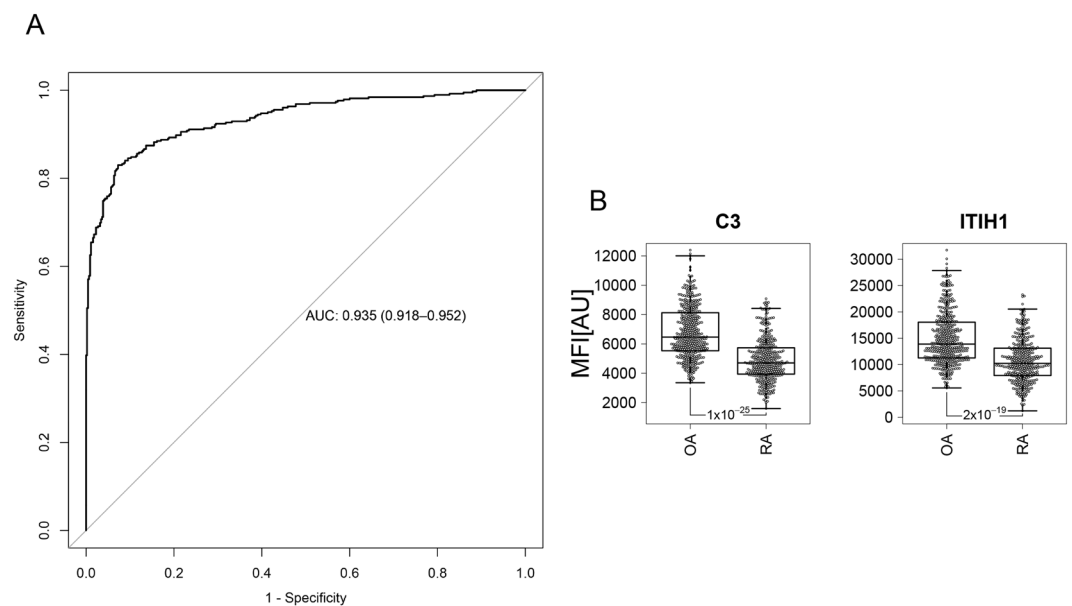 A
1.0
0.8
0.6
0.4
0.2
0.0
Sensitivity
AUC: 0.935 (0.918–0.952)
0.0 0.2 0.4 0.6 0.8 1.0
1 - Specificity
B
C3
12000
10000
8000
6000
4000
2000
MFI[AU]
1x10⁻²⁵
OA RA
ITIH1
30000
25000
20000
15000
10000
5000
0
2x10⁻¹⁹
OA RA